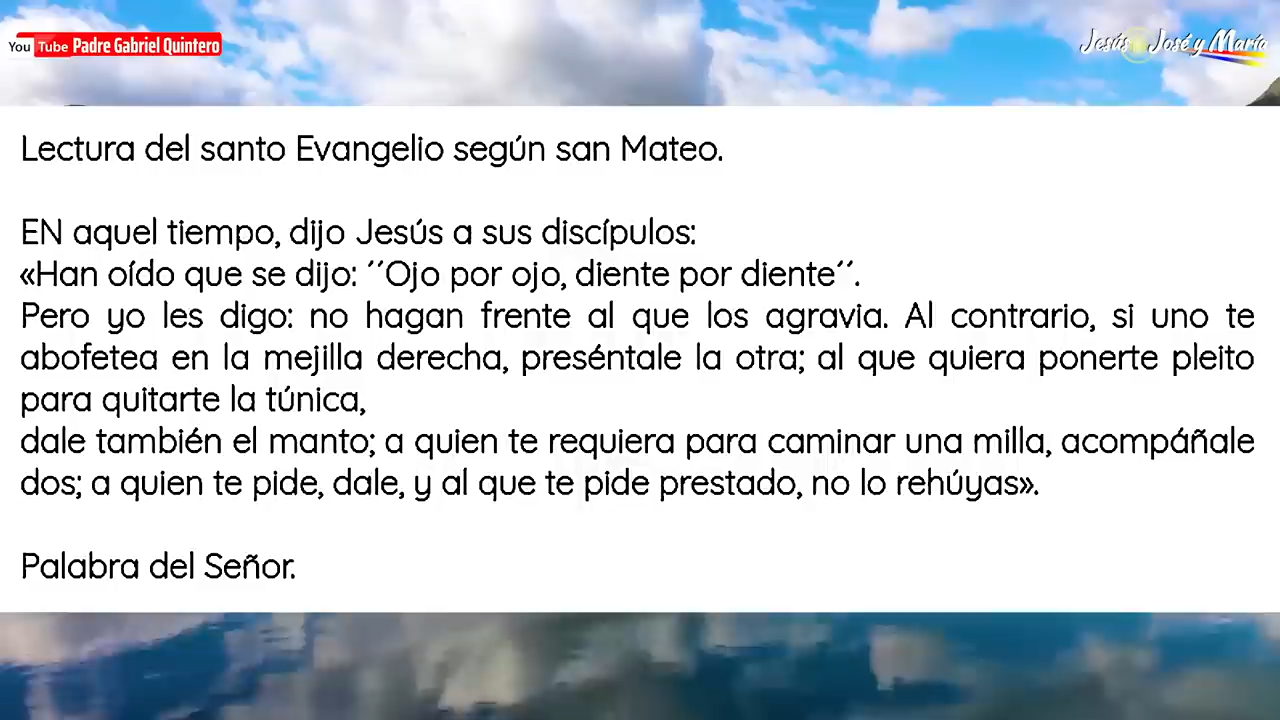 You Tube Padre Gabriel Quintero
Jesús José y María
Lectura del santo Evangelio según san Mateo.
EN aquel tiempo, dijo Jesús a sus discípulos:
«Han oído que se dijo: ´´Ojo por ojo, diente por diente´´.
Pero yo les digo: no hagan frente al que los agravia. Al contrario, si uno te
abofetea en la mejilla derecha, preséntale la otra; al que quiera ponerte pleito
para quitarte la túnica,
dale también el manto; a quien te requiera para caminar una milla, acompáñale
dos; a quien te pide, dale, y al que te pide prestado, no lo rehúyas».
Palabra del Señor.